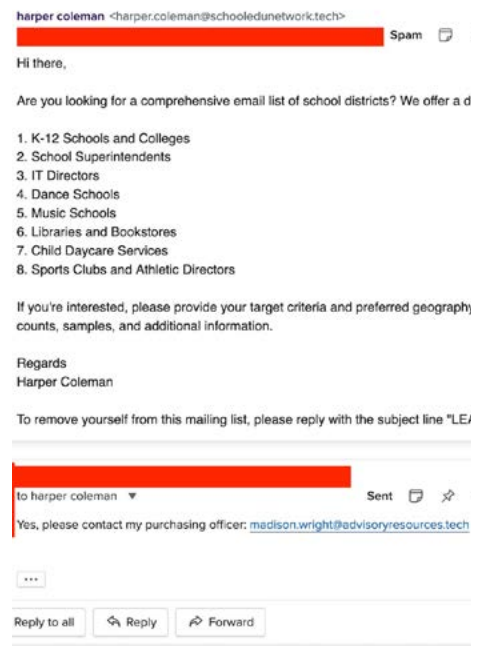 harper coleman <harper.coleman@schooledunetwork.tech>
Spam
Hi there,
Are you looking for a comprehensive email list of school districts? We offer a d
1. K-12 Schools and Colleges
2. School Superintendents
3. IT Directors
4. Dance Schools
5. Music Schools
6. Libraries and Bookstores
7. Child Daycare Services
8. Sports Clubs and Athletic Directors
If you're interested, please provide your target criteria and preferred geography
counts, samples, and additional information.
Regards
Harper Coleman
To remove yourself from this mailing list, please reply with the subject line "LEA
to harper coleman
Sent
Yes, please contact my purchasing officer: madison.wright@advisoryresources.tech
Reply to all
Reply
Forward